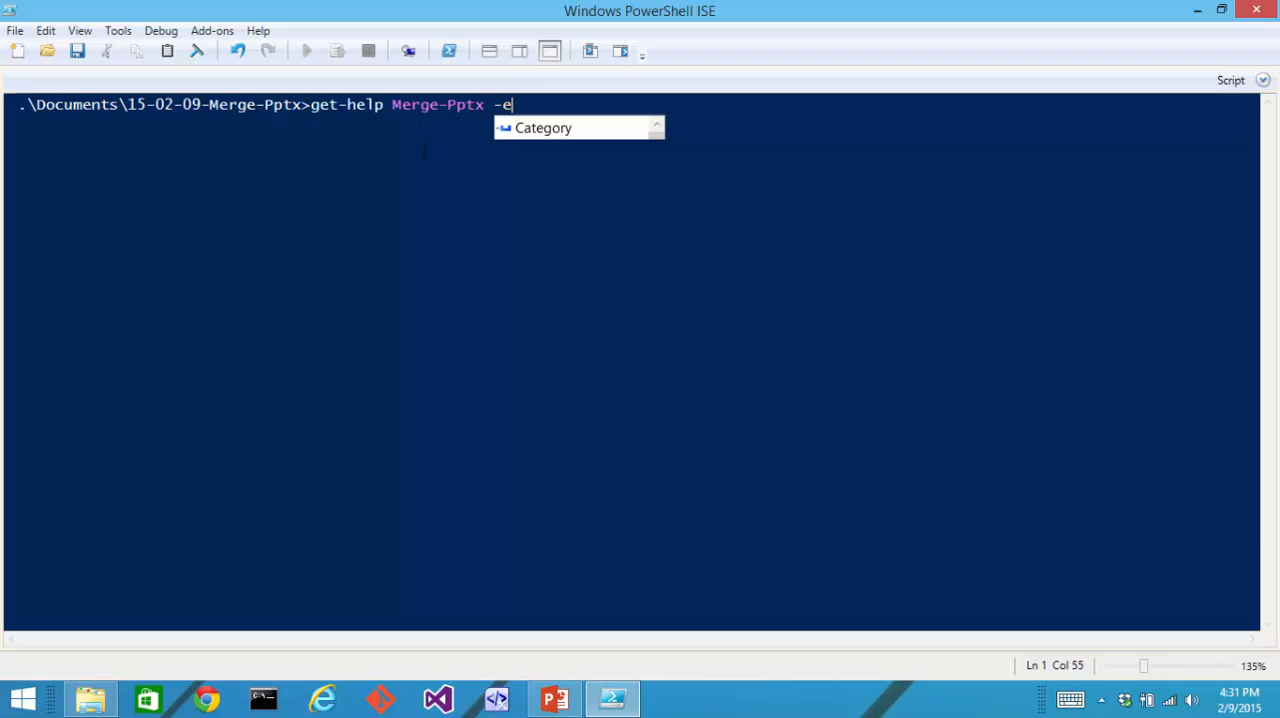 Windows PowerShell ISE
File Edit View Tools Debug Add-ons Help
Script
.\Documents\15-02-09-Merge-Pptx>get-help Merge-Pptx -e
Category
Ln 1 Col 55
135%
4:31 PM
2/9/2015